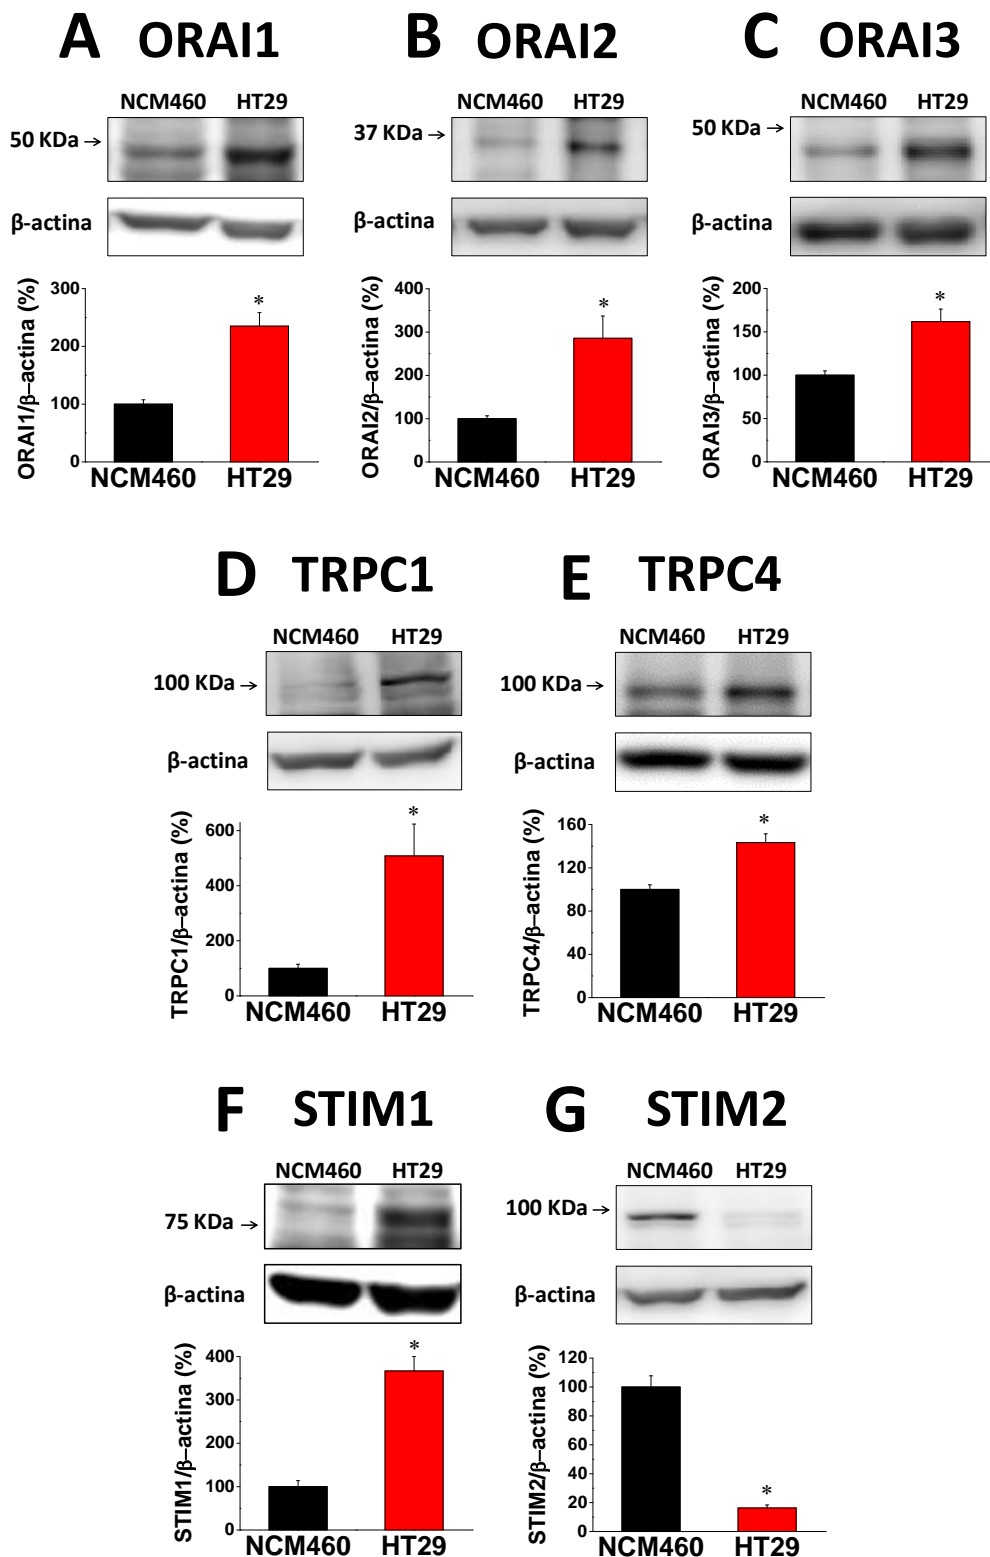 A ORAI1
NCM460 HT29
50 KDa →
β-actina
ORAI1/β–actina (%)
300
200
100
0
*
NCM460 HT29
B ORAI2
NCM460 HT29
37 KDa →
ORAI2/β–actina (%)
400
300
200
100
0
*
NCM460 HT29
C ORAI3
NCM460 HT29
50 KDa →
ORAI3/β–actina (%)
200
150
100
50
0
*
NCM460 HT29
D TRPC1
NCM460 HT29
100 KDa →
β-actina
TRPC1/β–actina (%)
600
400
200
0
*
NCM460 HT29
E TRPC4
NCM460 HT29
100 KDa →
β-actina
TRPC4/β–actina (%)
160
120
80
40
0
*
NCM460 HT29
F STIM1
NCM460 HT29
75 KDa →
β-actina
STIM1/β–actina (%)
400
300
200
100
0
*
NCM460 HT29
G STIM2
NCM460 HT29
100 KDa →
β-actina
STIM2/β–actina (%)
120
100
80
60
40
20
0
*
NCM460 HT29